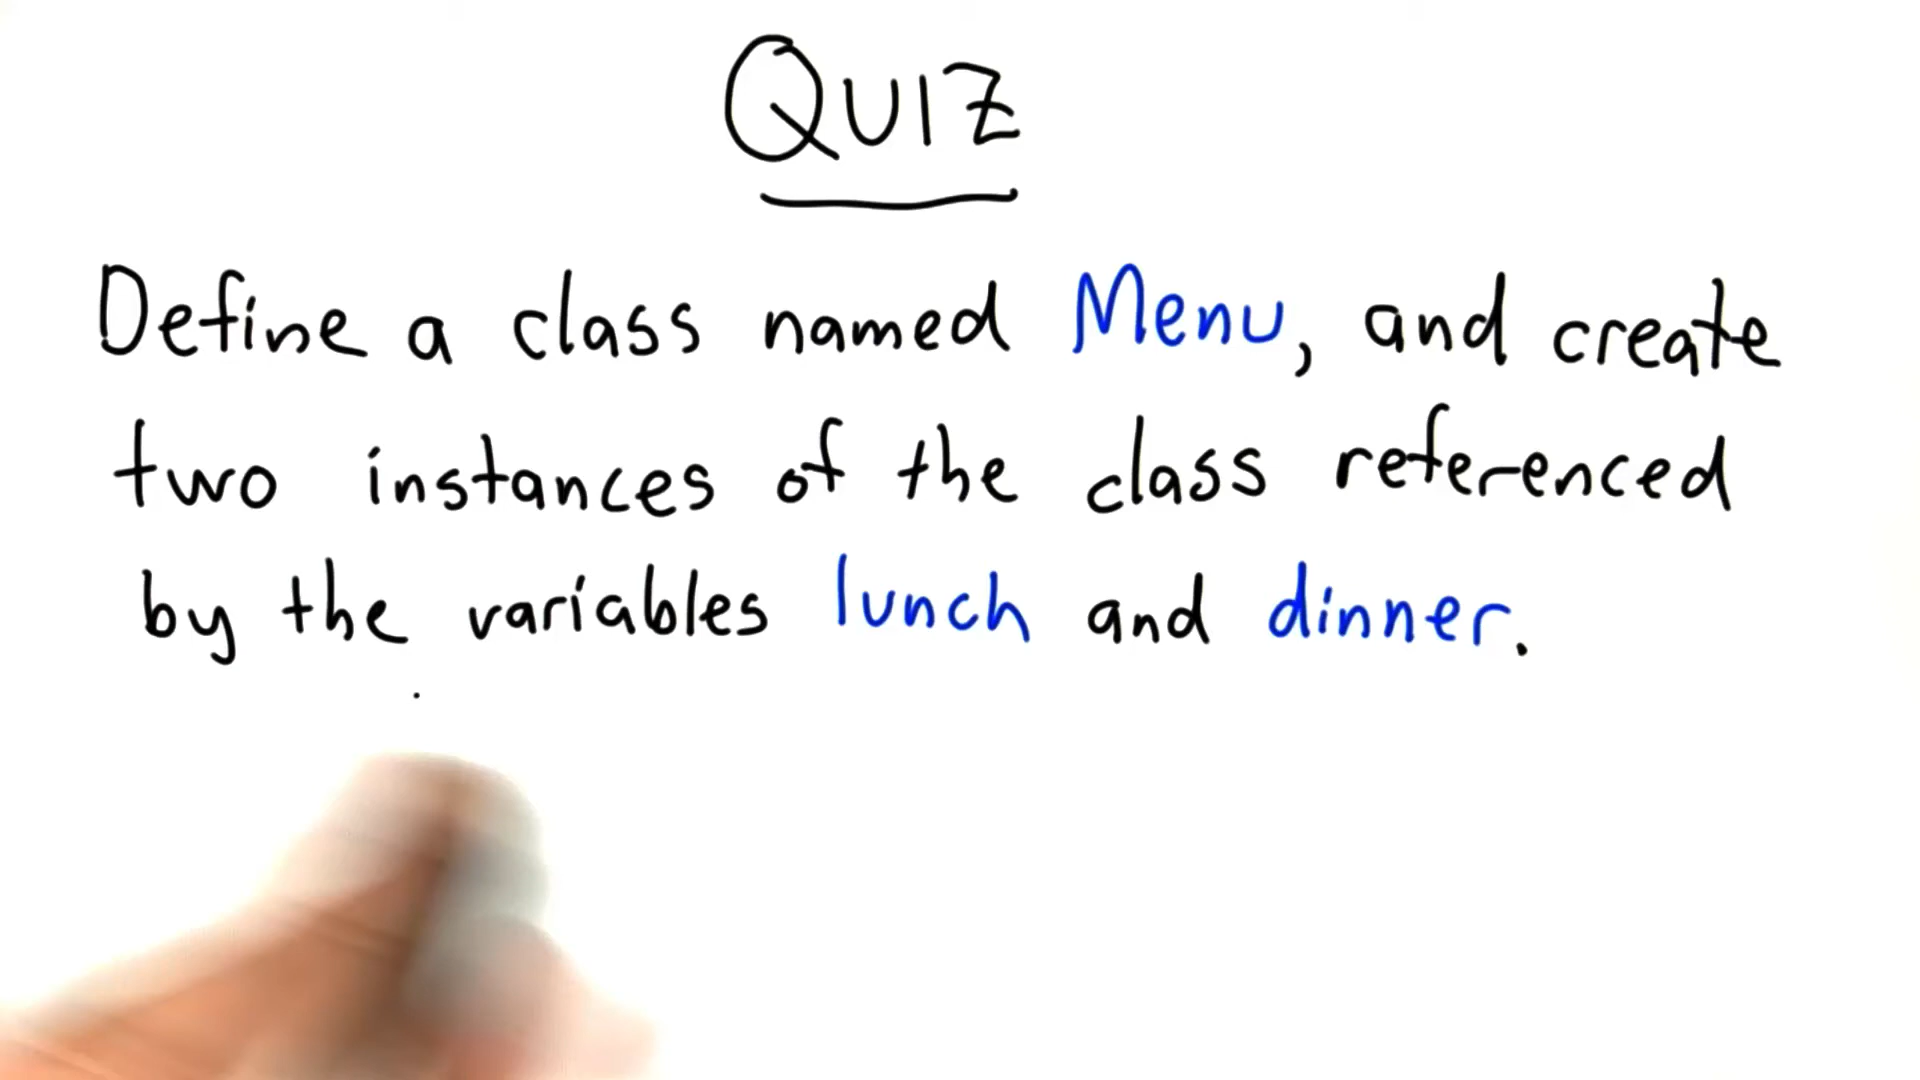 QUIZ
Define a class named Menu, and create
two instances of the class referenced
by the variables lunch and dinner.